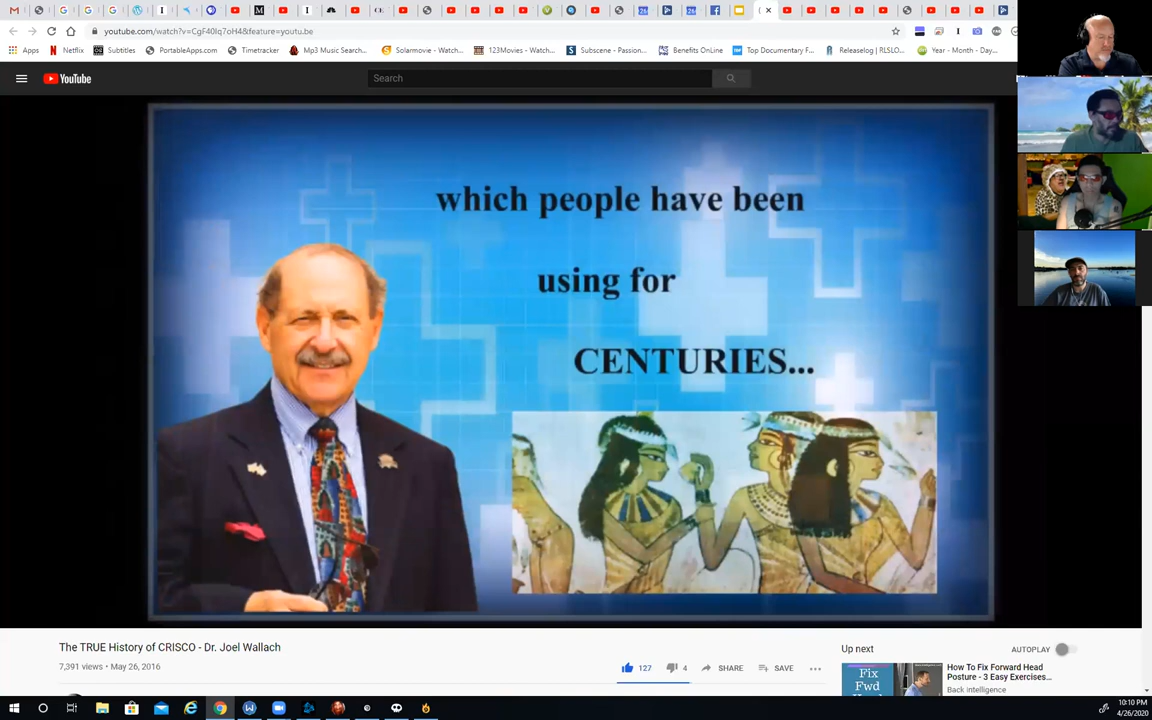 youtube.com/watch?v=CgF40Iq7oH4&feature=youtu.be
Apps
Netflix
Subtitles
PortableApps.com
Timetracker
Mp3 Music Search...
Solarmovie - Watch...
123Movies - Watch...
Subscene - Passion...
Benefits OnLine
Top Documentary F...
Releaselog | RLSLO...
Year - Month - Day...
YouTube
Search
which people have been
using for
CENTURIES...
The TRUE History of CRISCO - Dr. Joel Wallach
7,391 views • May 26, 2016
127
4
SHARE
SAVE
Up next
AUTOPLAY
Fix
Fwd
How To Fix Forward Head
Posture - 3 Easy Exercises...
Back Intelligence
10:10 PM
4/26/2020